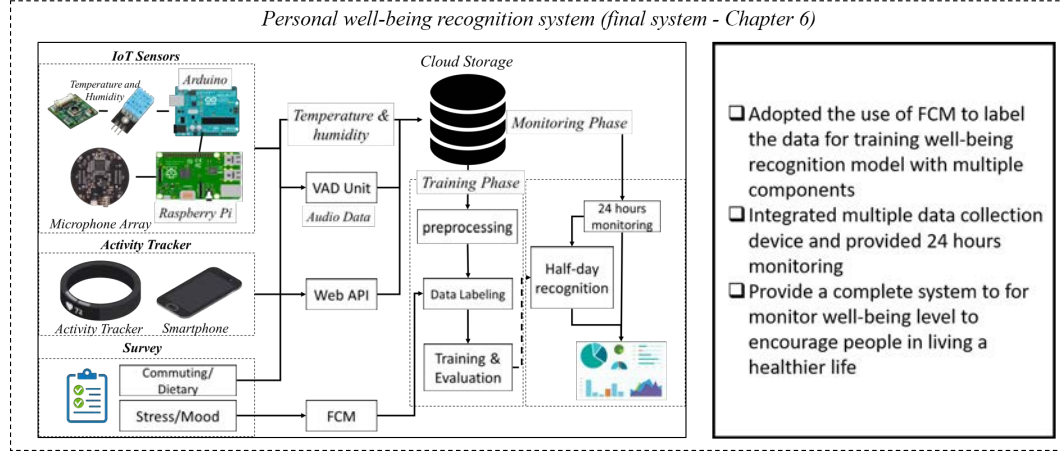 Personal well-being recognition system (final system - Chapter 6)
IoT Sensors
Temperature and
Humidity
Arduino
Microphone Array
Raspberry Pi
Activity Tracker
Activity Tracker
Smartphone
Survey
Commuting/
Dietary
Stress/Mood
Temperature &
humidity
VAD Unit
Audio Data
Web API
FCM
Cloud Storage
Training Phase
preprocessing
Data Labeling
Training &
Evaluation
Monitoring Phase
24 hours
monitoring
Half-day
recognition
Adopted the use of FCM to label
the data for training well-being
recognition model with multiple
components
Integrated multiple data collection
device and provided 24 hours
monitoring
Provide a complete system to for
monitor well-being level to
encourage people in living a
healthier life